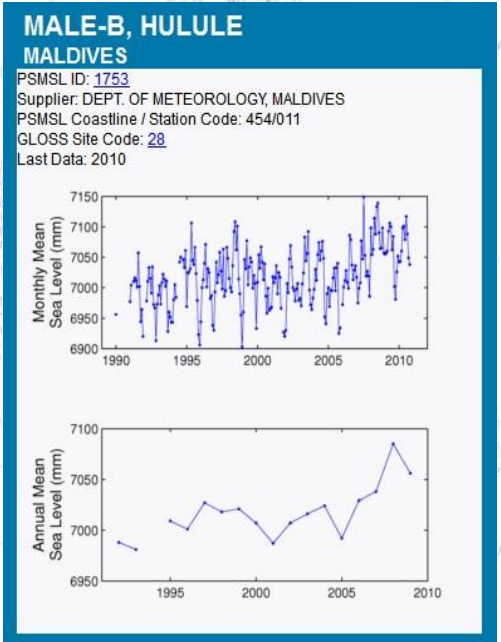 MALE-B, HULULE
MALDIVES
PSMSL ID: 1753
Supplier: DEPT. OF METEOROLOGY, MALDIVES
PSMSL Coastline / Station Code: 454/011
GLOSS Site Code: 28
Last Data: 2010
Monthly Mean
Sea Level (mm)
7150
7100
7050
7000
6950
6900
1990 1995 2000 2005 2010
Annual Mean
Sea Level (mm)
7100
7050
7000
6950
1995 2000 2005 2010